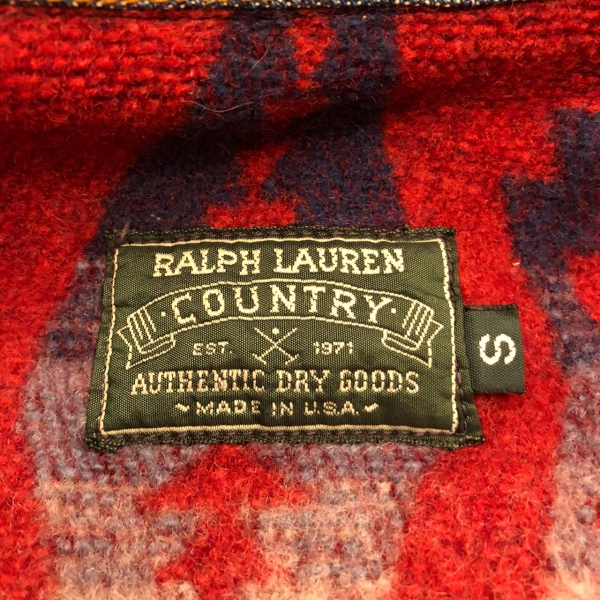 RALPH LAUREN
COUNTRY
EST. 1971
AUTHENTIC DRY GOODS
~MADE IN U.S.A.~
S